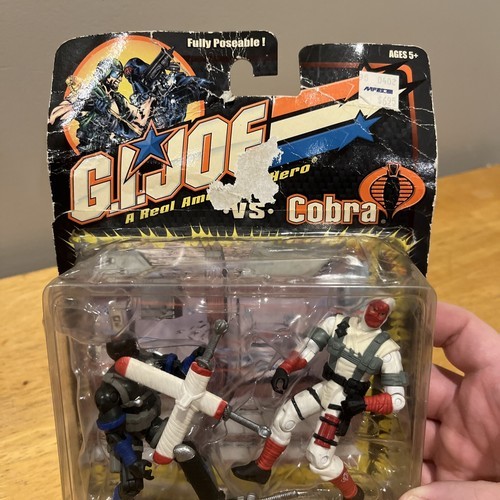 Fully Poseable !
AGES 5+
G.I. JOE
A Real Am Hero®
vs. Cobra